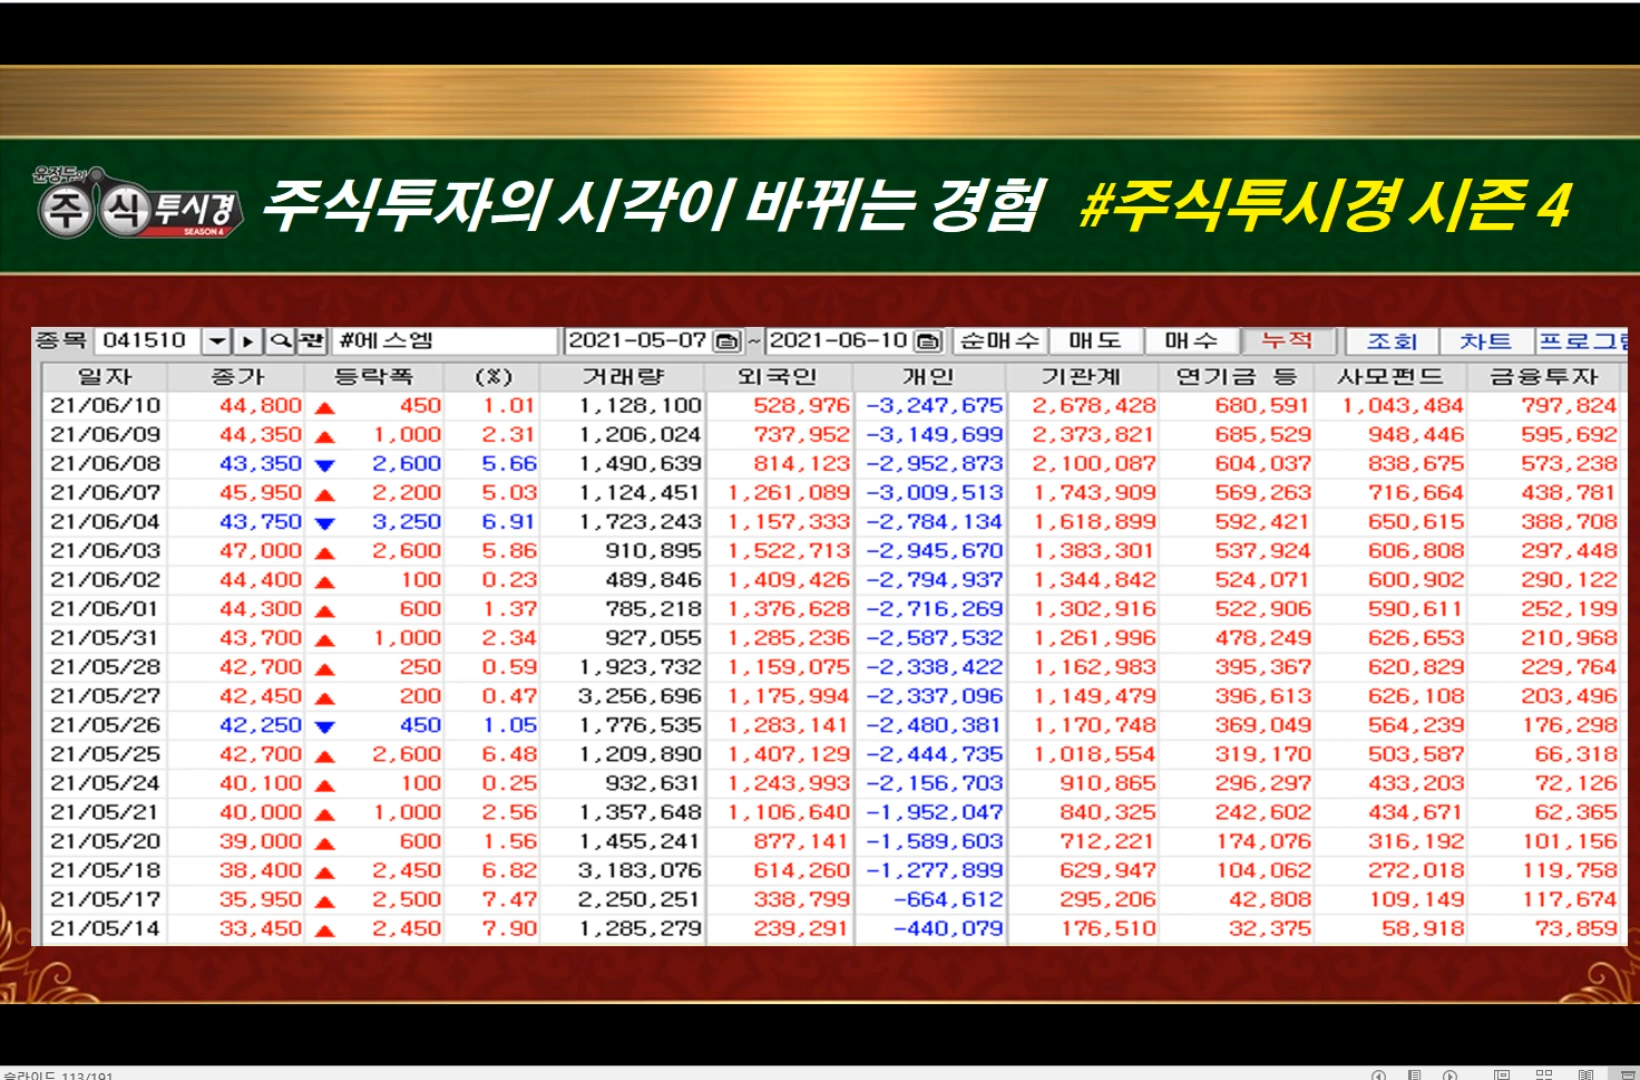 윤정두의
주식투시경
SEASON 4
주식투자의 시각이 바뀌는 경험 #주식투시경 시즌 4
종목 041510 관 #에스엠 2021-05-07 ~ 2021-06-10 순매수 매도 매수 누적 조회 차트 프로그램
일자 종가 등락폭 (%) 거래량 외국인 개인 기관계 연기금 등 사모펀드 금융투자
21/06/10 44,800 ▲ 450 1.01 1,128,100 528,976 -3,247,675 2,678,428 680,591 1,043,484 797,824
21/06/09 44,350 ▲ 1,000 2.31 1,206,024 737,952 -3,149,699 2,373,821 685,529 948,446 595,692
21/06/08 43,350 ▼ 2,600 5.66 1,490,639 814,123 -2,952,873 2,100,087 604,037 838,675 573,238
21/06/07 45,950 ▲ 2,200 5.03 1,124,451 1,261,089 -3,009,513 1,743,909 569,263 716,664 438,781
21/06/04 43,750 ▼ 3,250 6.91 1,723,243 1,157,333 -2,784,134 1,618,899 592,421 650,615 388,708
21/06/03 47,000 ▲ 2,600 5.86 910,895 1,522,713 -2,945,670 1,383,301 537,924 606,808 297,448
21/06/02 44,400 ▲ 100 0.23 489,846 1,409,426 -2,794,937 1,344,842 524,071 600,902 290,122
21/06/01 44,300 ▲ 600 1.37 785,218 1,376,628 -2,716,269 1,302,916 522,906 590,611 252,199
21/05/31 43,700 ▲ 1,000 2.34 927,055 1,285,236 -2,587,532 1,261,996 478,249 626,653 210,968
21/05/28 42,700 ▲ 250 0.59 1,923,732 1,159,075 -2,338,422 1,162,983 395,367 620,829 229,764
21/05/27 42,450 ▲ 200 0.47 3,256,696 1,175,994 -2,337,096 1,149,479 396,613 626,108 203,496
21/05/26 42,250 ▼ 450 1.05 1,776,535 1,283,141 -2,480,381 1,170,748 369,049 564,239 176,298
21/05/25 42,700 ▲ 2,600 6.48 1,209,890 1,407,129 -2,444,735 1,018,554 319,170 503,587 66,318
21/05/24 40,100 ▲ 100 0.25 932,631 1,243,993 -2,156,703 910,865 296,297 433,203 72,126
21/05/21 40,000 ▲ 1,000 2.56 1,357,648 1,106,640 -1,952,047 840,325 242,602 434,671 62,365
21/05/20 39,000 ▲ 600 1.56 1,455,241 877,141 -1,589,603 712,221 174,076 316,192 101,156
21/05/18 38,400 ▲ 2,450 6.82 3,183,076 614,260 -1,277,899 629,947 104,062 272,018 119,758
21/05/17 35,950 ▲ 2,500 7.47 2,250,251 338,799 -664,612 295,206 42,808 109,149 117,674
21/05/14 33,450 ▲ 2,450 7.90 1,285,279 239,291 -440,079 176,510 32,375 58,918 73,859
슬라이드 113/191